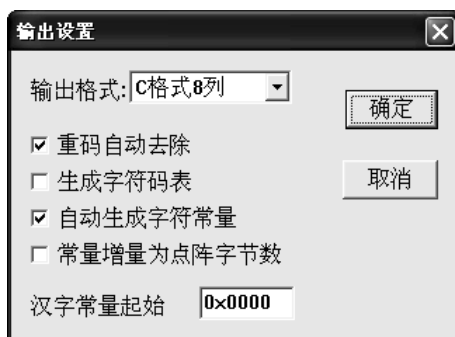 输出设置
输出格式: C格式8列
确定
重码自动去除
生成字符码表
取消
自动生成字符常量
常量增量为点阵字节数
汉字常量起始 0x0000